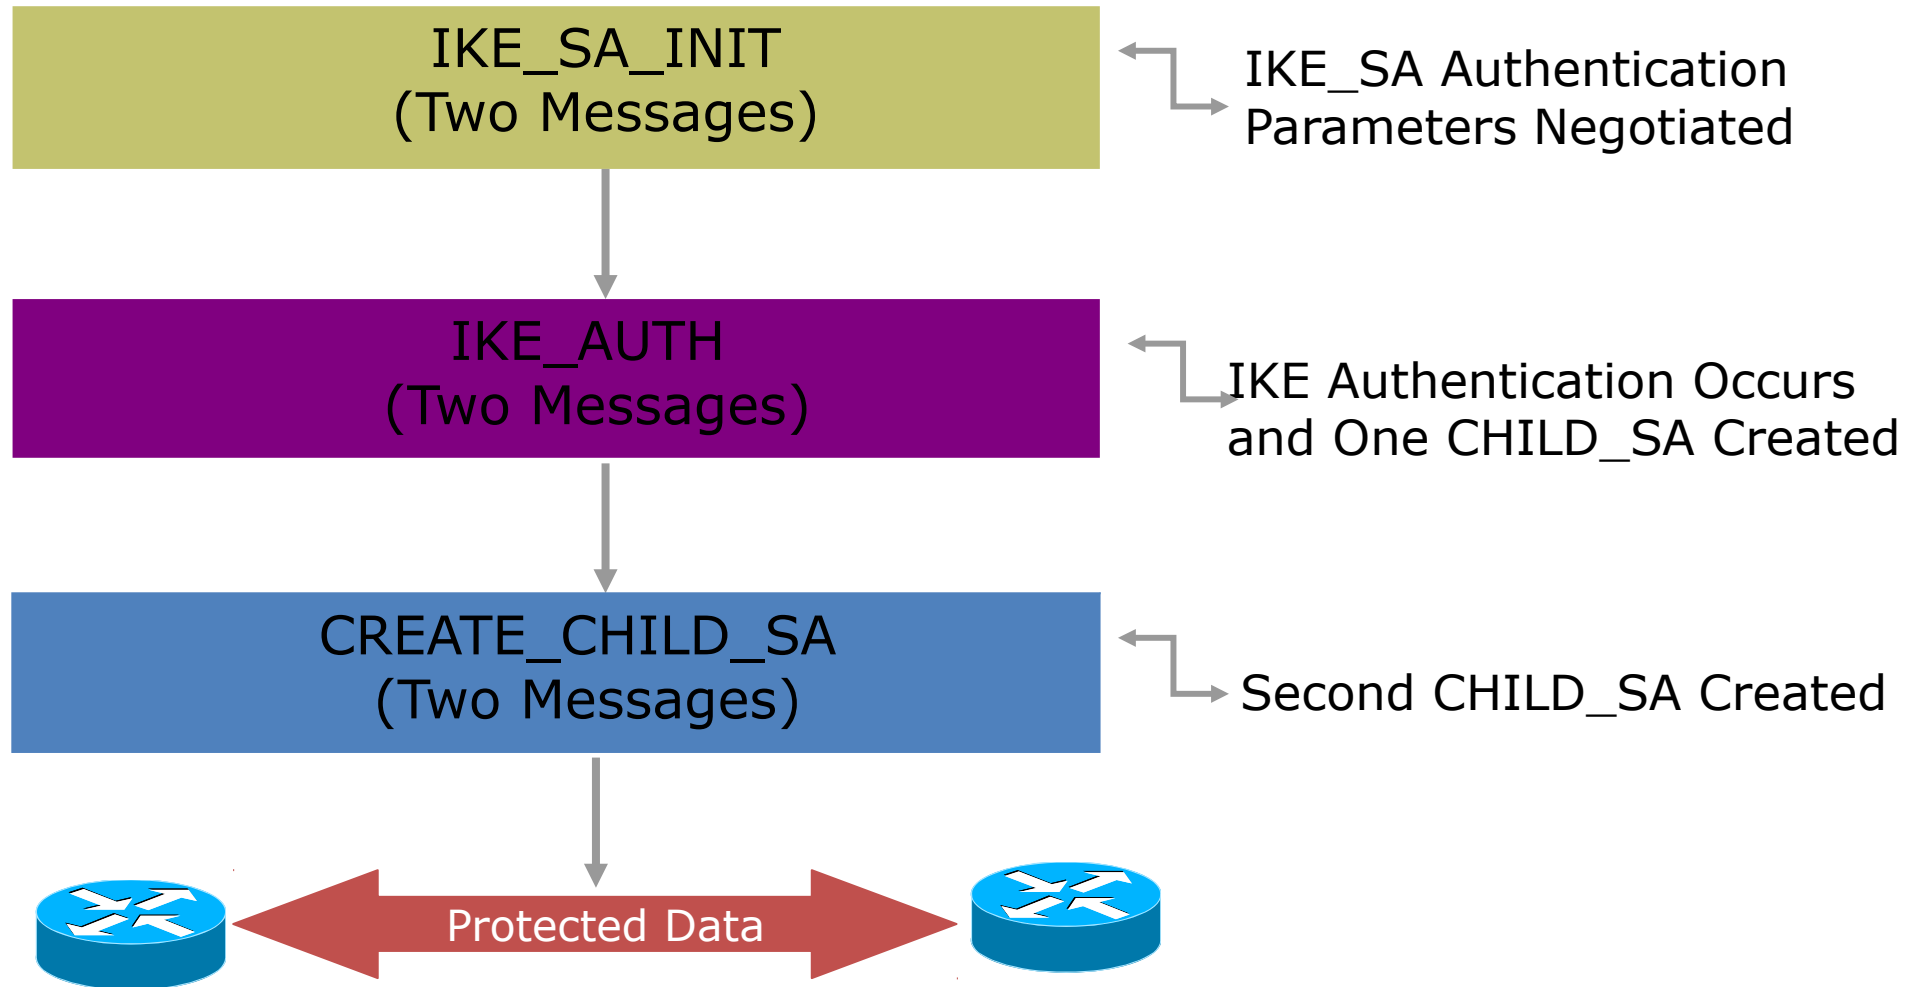 IKE_SA_INIT
(Two Messages)
IKE_SA Authentication
Parameters Negotiated
IKE_AUTH
(Two Messages)
IKE Authentication Occurs
and One CHILD_SA Created
CREATE_CHILD_SA
(Two Messages)
Second CHILD_SA Created
Protected Data